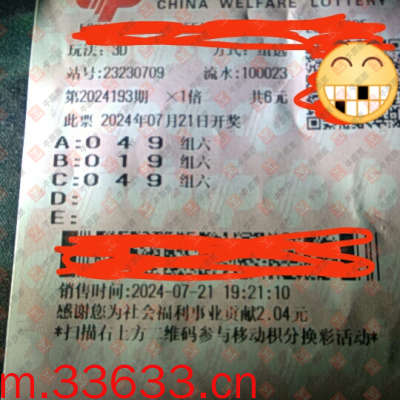 CHINA WELFARE LOTTERY
玩法:3D 方式:组选
站号:23230709 流水:100023
第2024193期 ×1倍 共6元
此票 2024年07月21日开奖
A:0 4 9 组六
B:0 1 9 组六
C:0 4 9 组六
D:
E:
销售时间:2024-07-21 19:21:10
感谢您为社会福利事业贡献2.04元
*扫描右上方二维码参与移动积分换彩活动*
m.33633.cn